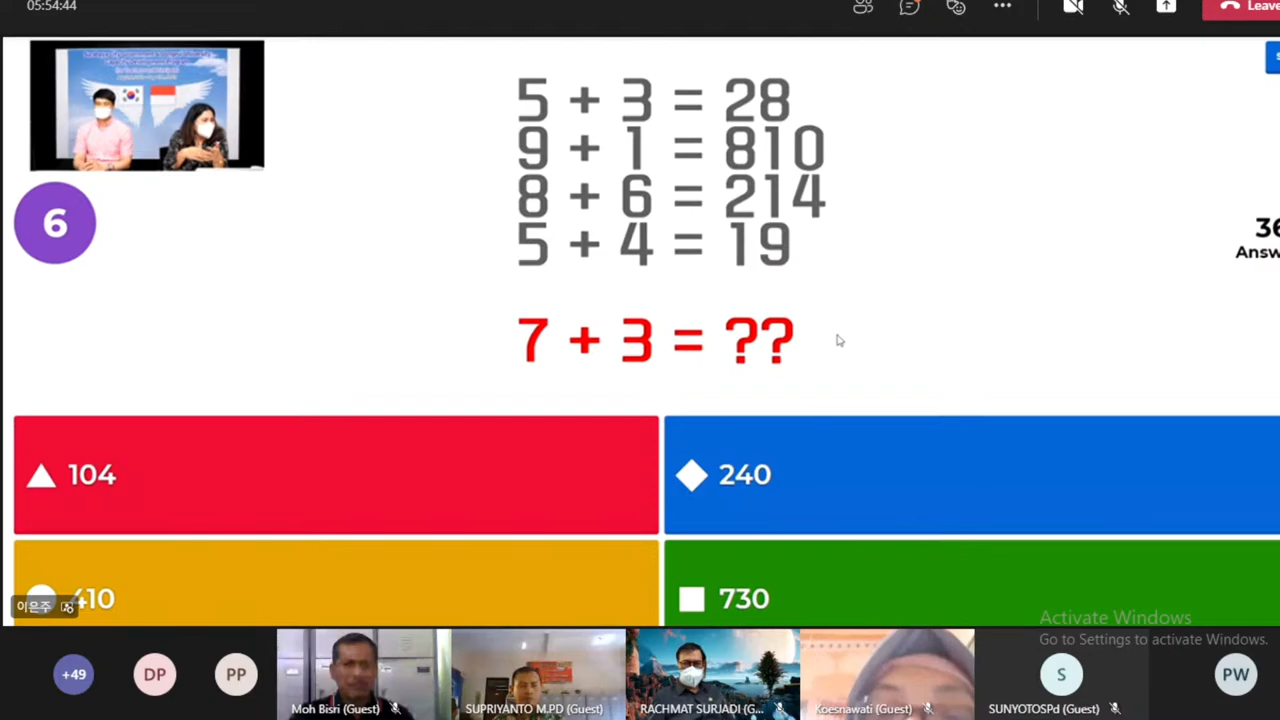 05:54:44
Leave
5 + 3 = 28
9 + 1 = 810
8 + 6 = 214
5 + 4 = 19
6
36
Answ
7 + 3 = ??
104
240
410
730
이은주
Activate Windows
Go to Settings to activate Windows.
+49
DP
PP
Moh Bisri (Guest)
SUPRIYANTO M.PD (Guest)
RACHMAT SURJADI (G...
Koesnawati (Guest)
S
SUNYOTOSPd (Guest)
PW